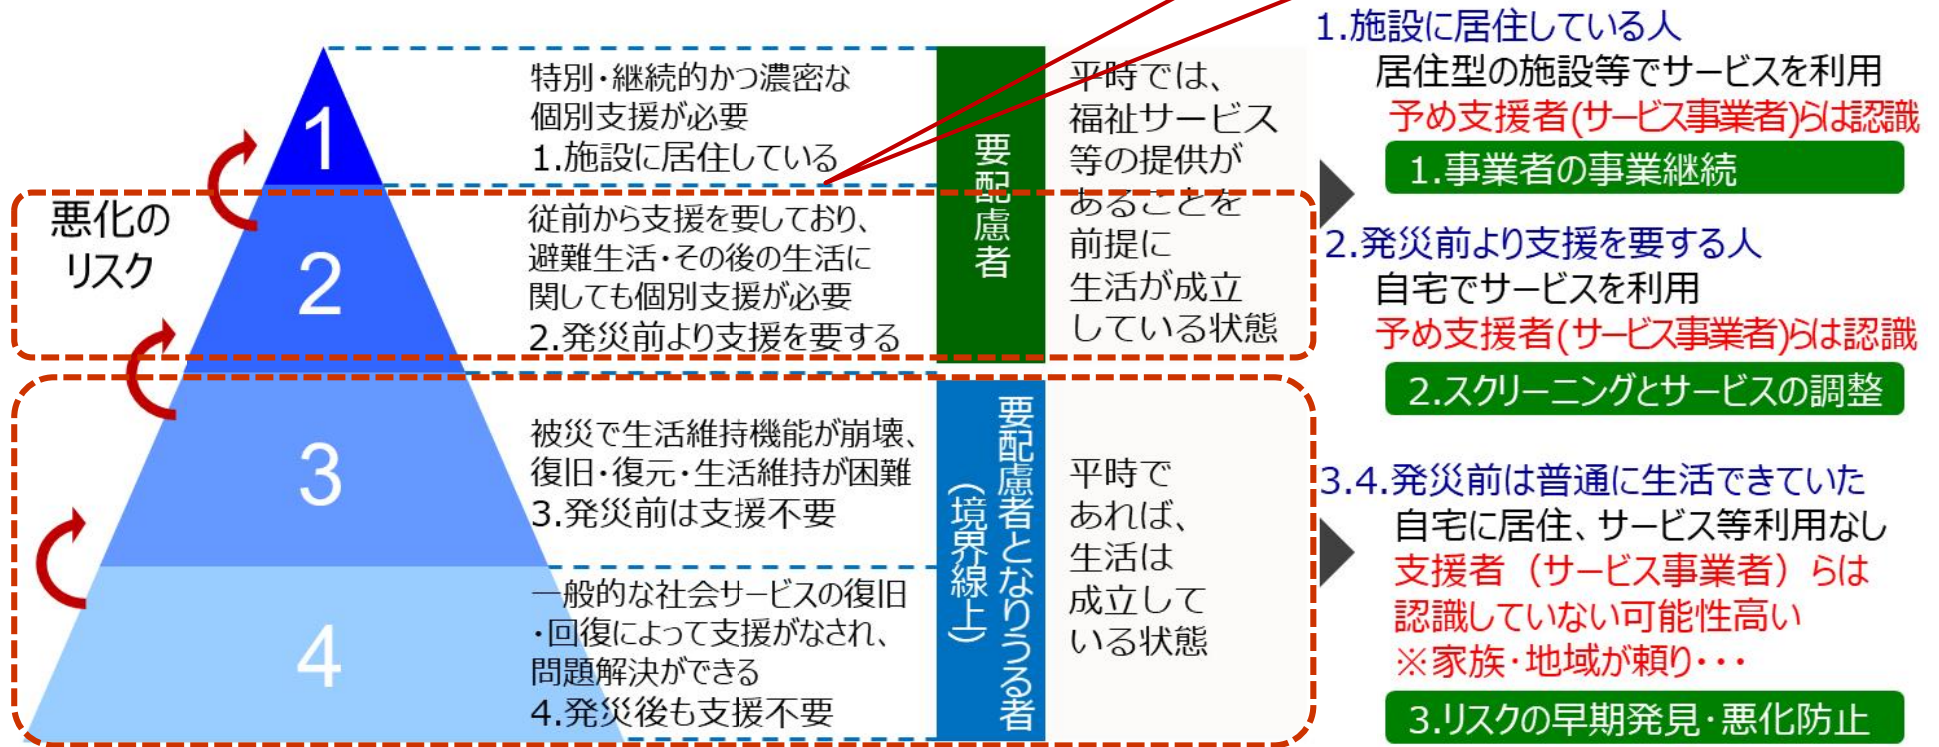 悪化の
リスク
1
特別・継続的かつ濃密な
個別支援が必要
1.施設に居住している
2
従前から支援を要しており、
避難生活・その後の生活に
関しても個別支援が必要
2.発災前より支援を要する
3
被災で生活維持機能が崩壊、
復旧・復元・生活維持が困難
3.発災前は支援不要
4
一般的な社会サービスの復旧
・回復によって支援がなされ、
問題解決ができる
4.発災後も支援不要
要配慮者
要配慮者となりうる者
（境界線上）
平時では、
福祉サービス
等の提供が
あることを
前提に
生活が成立
している状態
平時で
あれば、
生活は
成立して
いる状態
1.施設に居住している人
居住型の施設等でサービスを利用
予め支援者(サービス事業者)らは認識
1.事業者の事業継続
2.発災前より支援を要する人
自宅でサービスを利用
予め支援者(サービス事業者)らは認識
2.スクリーニングとサービスの調整
3.4.発災前は普通に生活できていた
自宅に居住、サービス等利用なし
支援者（サービス事業者）らは
認識していない可能性高い
※家族・地域が頼り・・・
3.リスクの早期発見・悪化防止